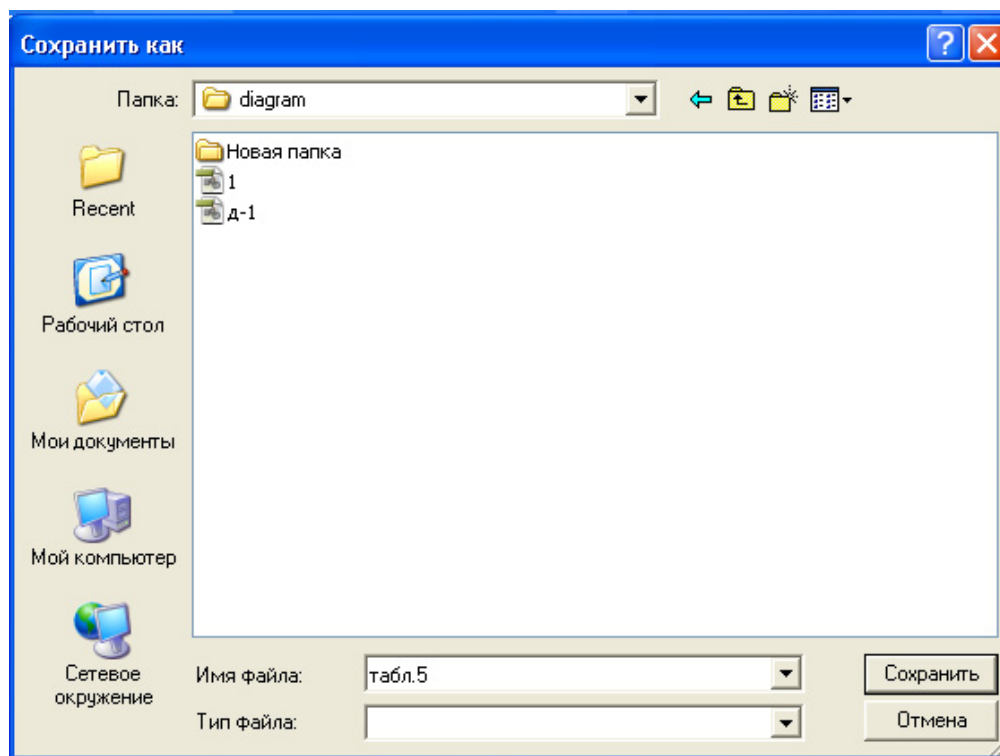 Сохранить как
Папка: diagram
Новая папка
1
д-1
Recent
Рабочий стол
Мои документы
Мой компьютер
Сетевое
окружение
Имя файла: табл.5 Сохранить
Тип файла: Отмена